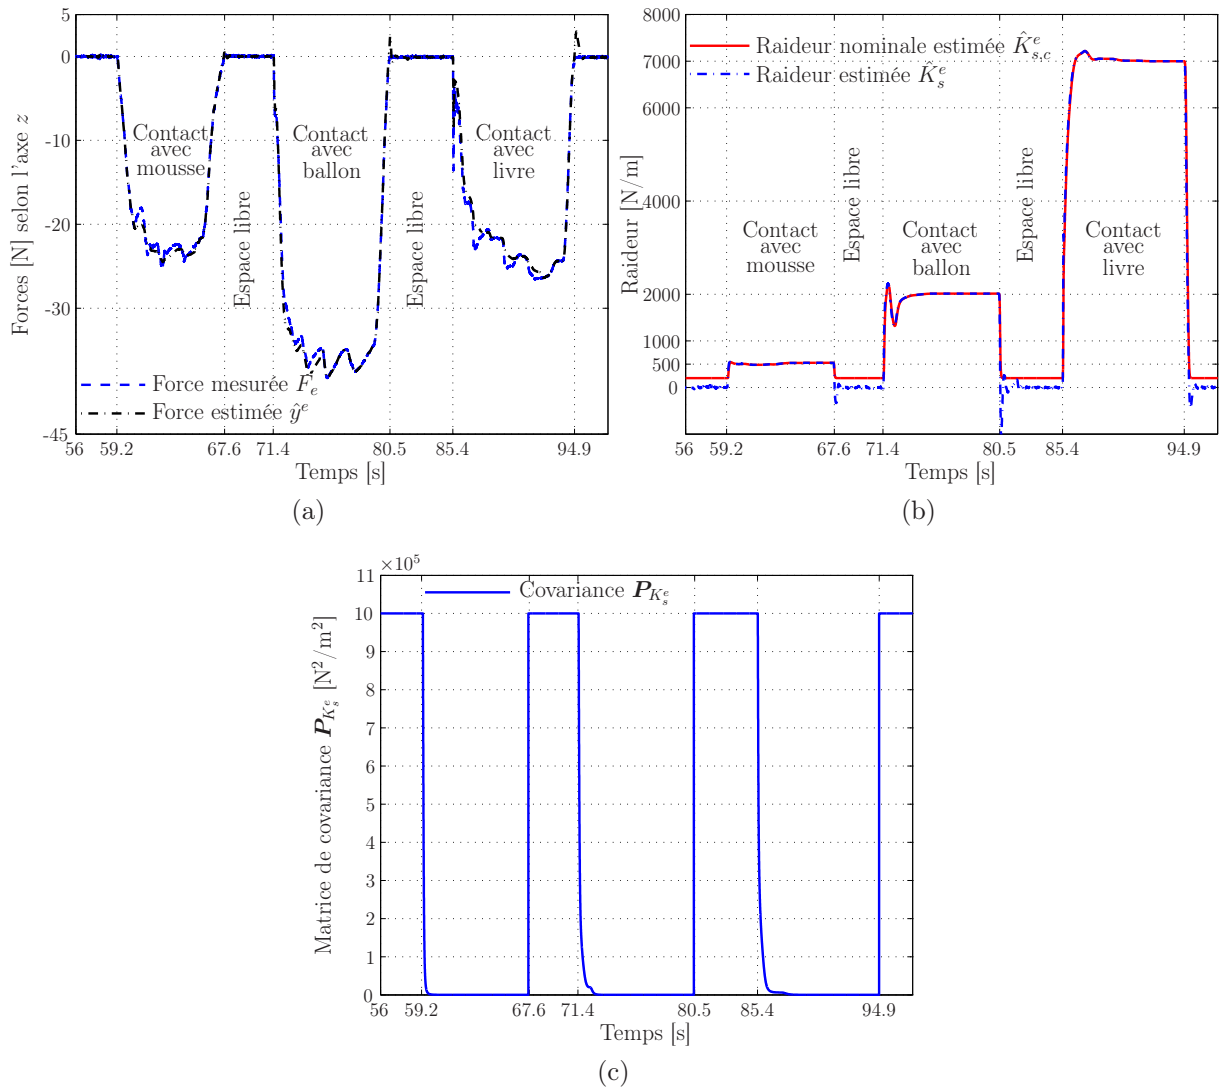 5
0
-10
-20
-30
-45
Forces [N] selon l'axe z
Contact
avec
mousse
Espace libre
Contact
avec
ballon
Espace libre
Contact
avec
livre
Force mesurée F_e
Force estimée ŷ^e
56 59.2 67.6 71.4 80.5 85.4 94.9
Temps [s]
(a)
8000
7000
4000
2000
500
0
Raideur [N/m]
Raideur nominale estimée K̂^e_{s,c}
Raideur estimée K̂^e_s
Contact
avec
mousse
Espace libre
Contact
avec
ballon
Espace libre
Contact
avec
livre
56 59.2 67.6 71.4 80.5 85.4 94.9
Temps [s]
(b)
×10^5
11
10
9
8
7
6
5
4
3
2
1
0
Matrice de covariance P_{K^e_s} [N²/m²]
Covariance P_{K^e_s}
56 59.2 67.6 71.4 80.5 85.4 94.9
Temps [s]
(c)